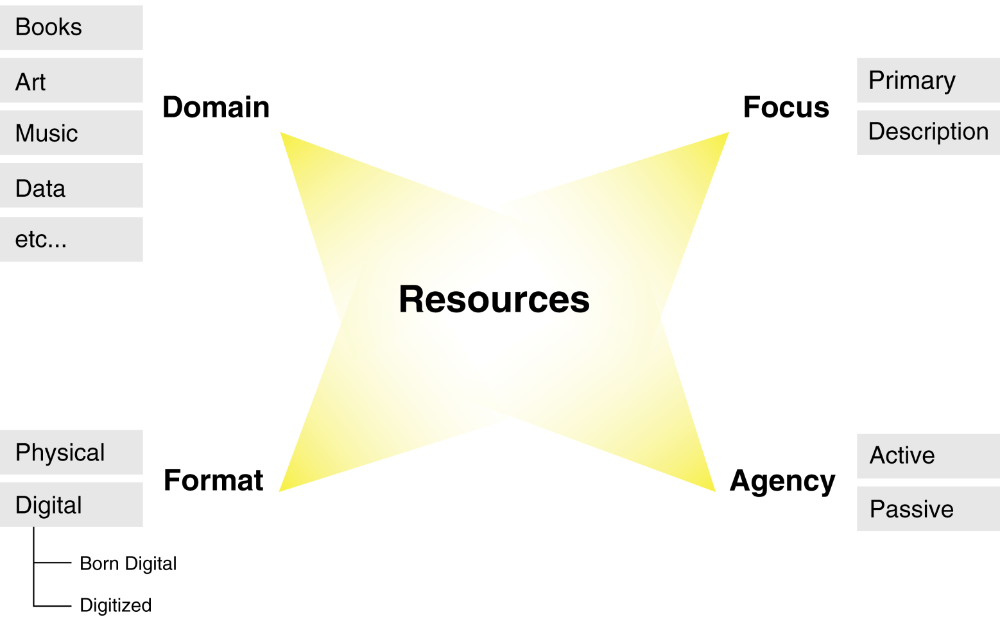 Books
Art
Music
Data
etc...
Domain
Focus
Primary
Description
Resources
Physical
Digital
Born Digital
Digitized
Format
Agency
Active
Passive